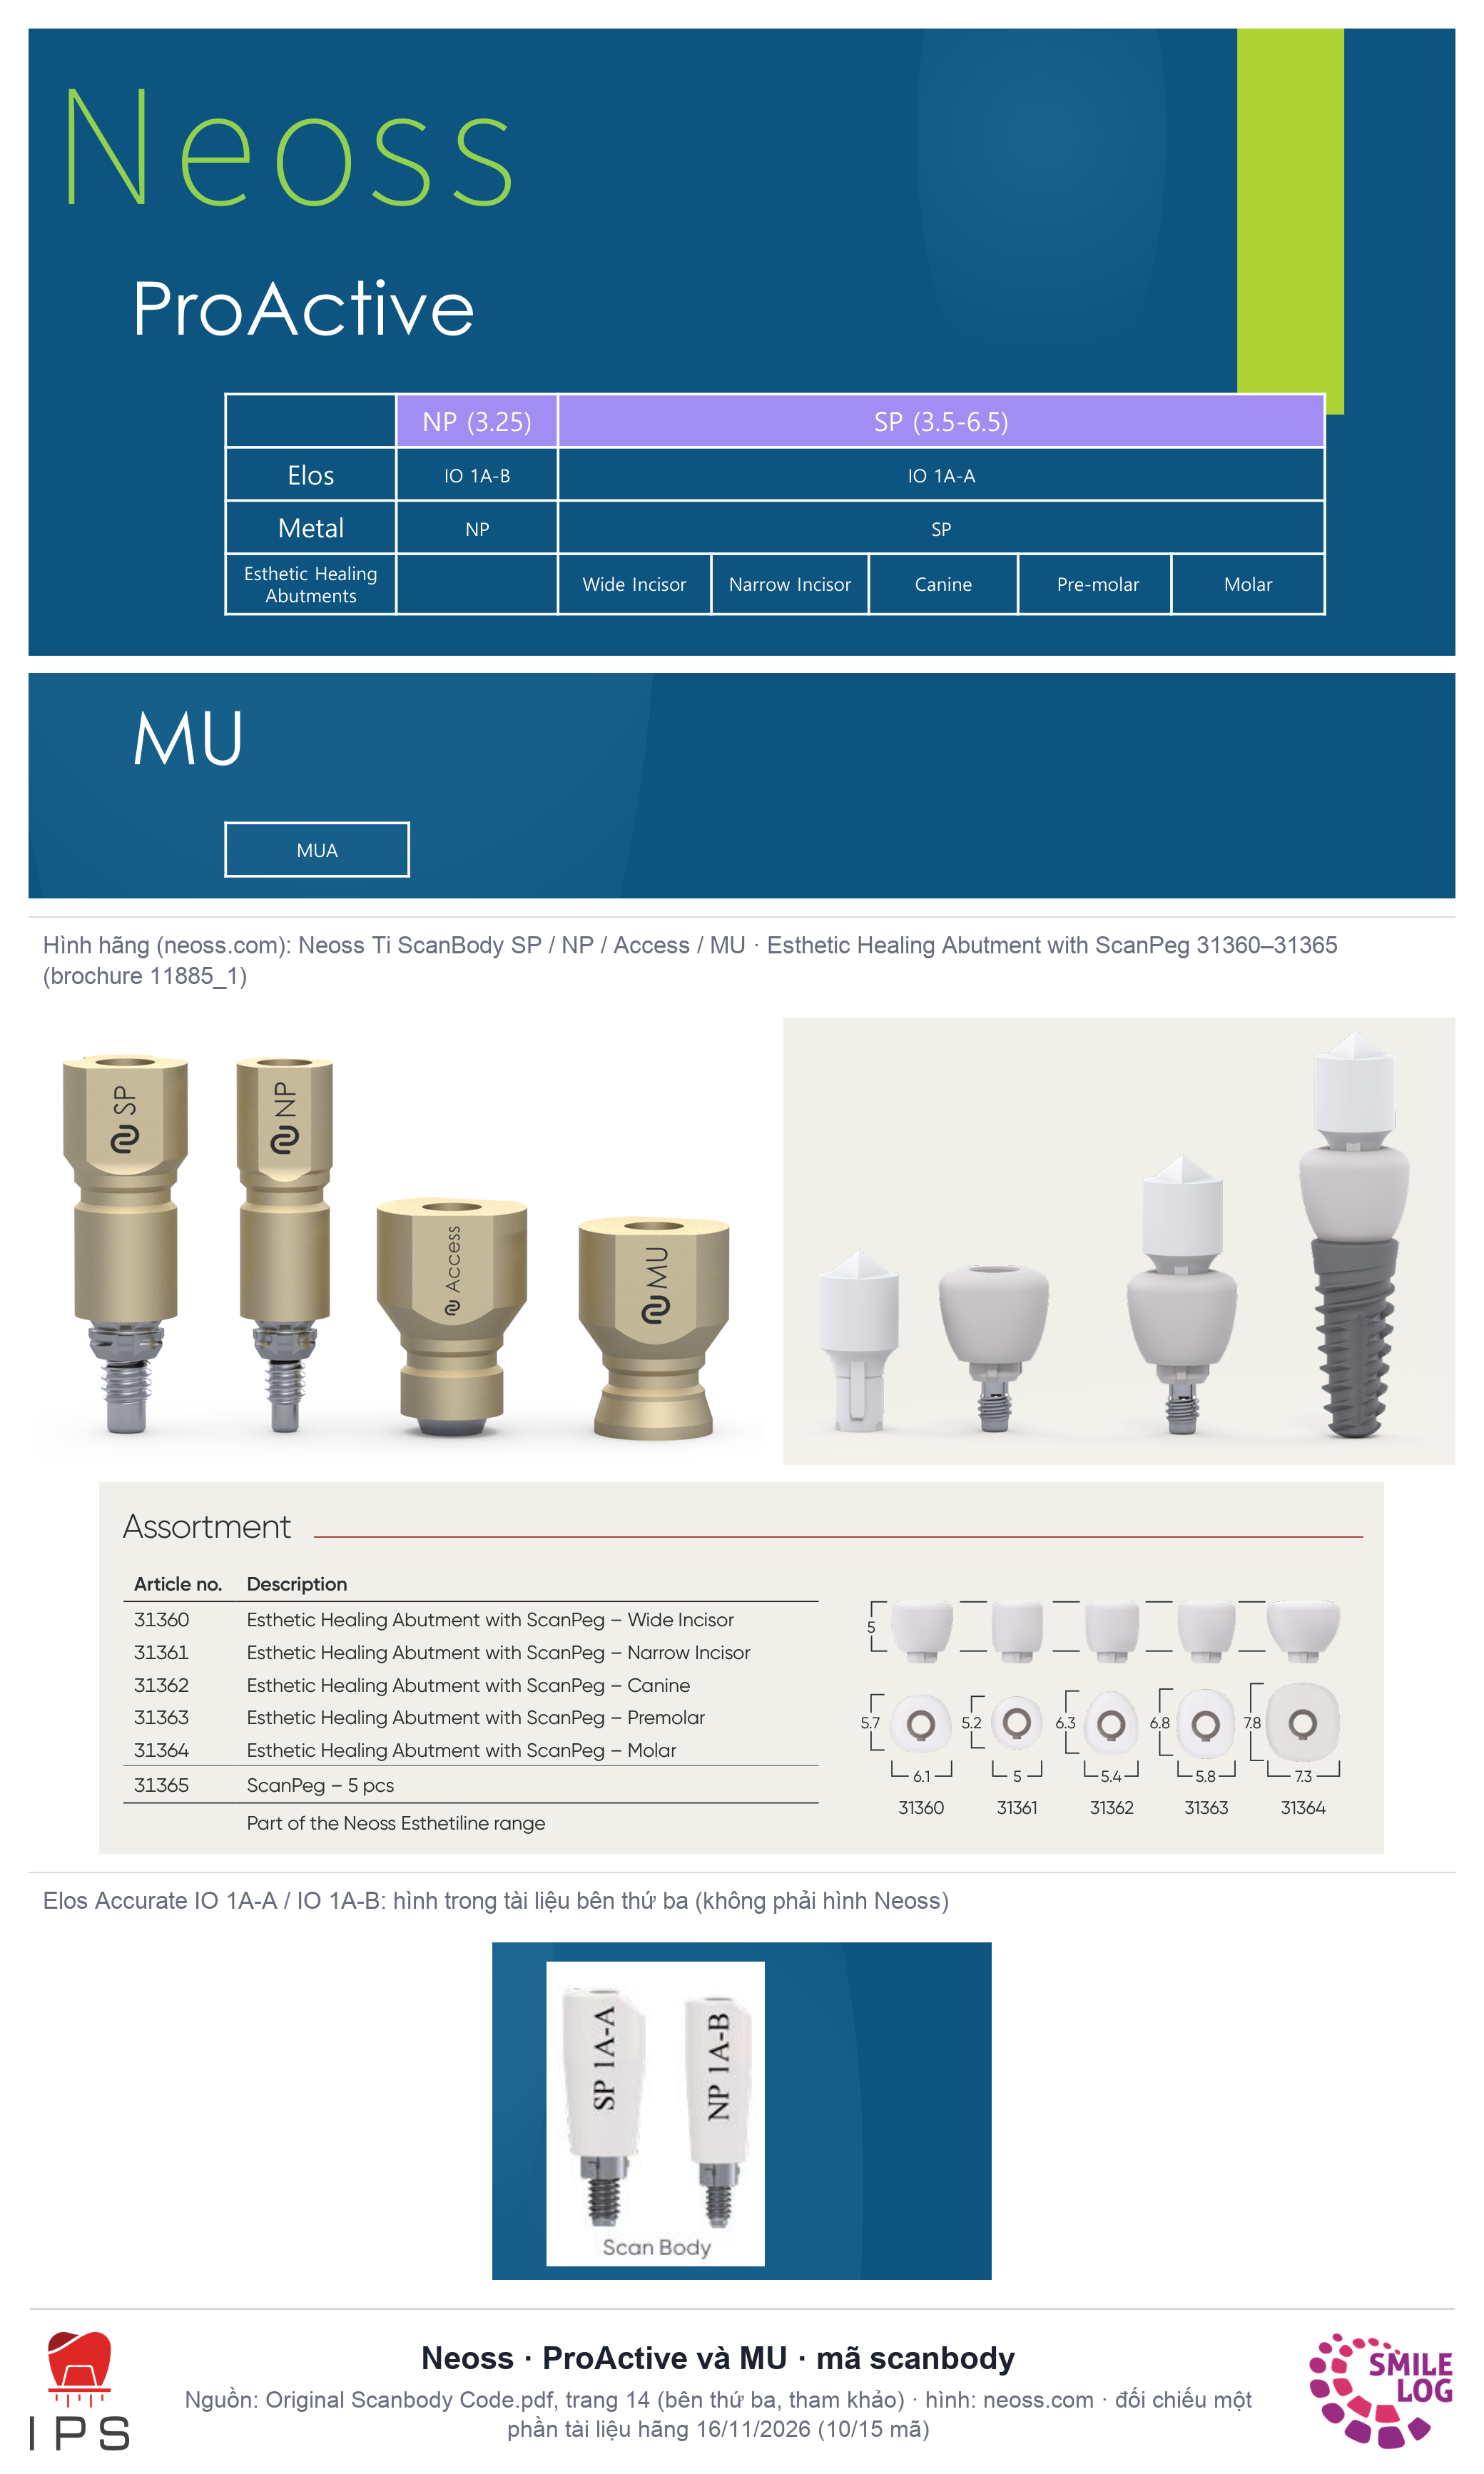 Neoss
ProActive
NP (3.25) SP (3.5-6.5)
Elos IO 1A-B IO 1A-A
Metal NP SP
Esthetic Healing Abutments Wide Incisor Narrow Incisor Canine Pre-molar Molar
MU
MUA
Hình hãng (neoss.com): Neoss Ti ScanBody SP / NP / Access / MU · Esthetic Healing Abutment with ScanPeg 31360–31365
(brochure 11885_1)
SP
NP
Access
MU
Assortment
Article no. Description
31360 Esthetic Healing Abutment with ScanPeg – Wide Incisor
31361 Esthetic Healing Abutment with ScanPeg – Narrow Incisor
31362 Esthetic Healing Abutment with ScanPeg – Canine
31363 Esthetic Healing Abutment with ScanPeg – Premolar
31364 Esthetic Healing Abutment with ScanPeg – Molar
31365 ScanPeg – 5 pcs
Part of the Neoss Esthetiline range
5
5.7 5.2 6.3 6.8 7.8
6.1 5 5.4 5.8 7.3
31360 31361 31362 31363 31364
Elos Accurate IO 1A-A / IO 1A-B: hình trong tài liệu bên thứ ba (không phải hình Neoss)
SP 1A-A
NP 1A-B
Scan Body
IPS
Neoss · ProActive và MU · mã scanbody
Nguồn: Original Scanbody Code.pdf, trang 14 (bên thứ ba, tham khảo) · hình: neoss.com · đối chiếu một
phần tài liệu hãng 16/11/2026 (10/15 mã)
SMILE
LOG